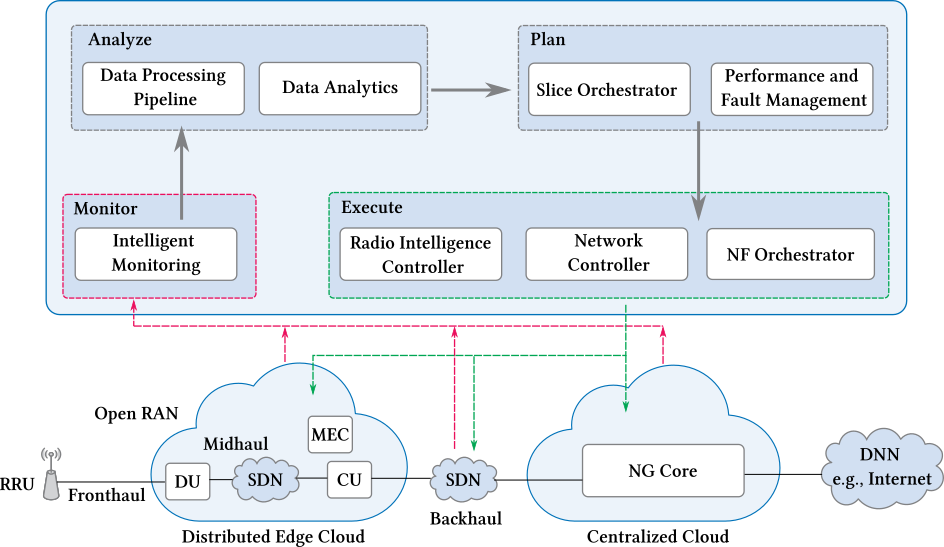 Analyze
Data Processing
Pipeline
Data Analytics
Plan
Slice Orchestrator
Performance and
Fault Management
Monitor
Intelligent
Monitoring
Execute
Radio Intelligence
Controller
Network
Controller
NF Orchestrator
Open RAN
Midhaul
MEC
RRU
Fronthaul
DU
SDN
CU
SDN
Backhaul
NG Core
DNN
e.g., Internet
Distributed Edge Cloud
Centralized Cloud